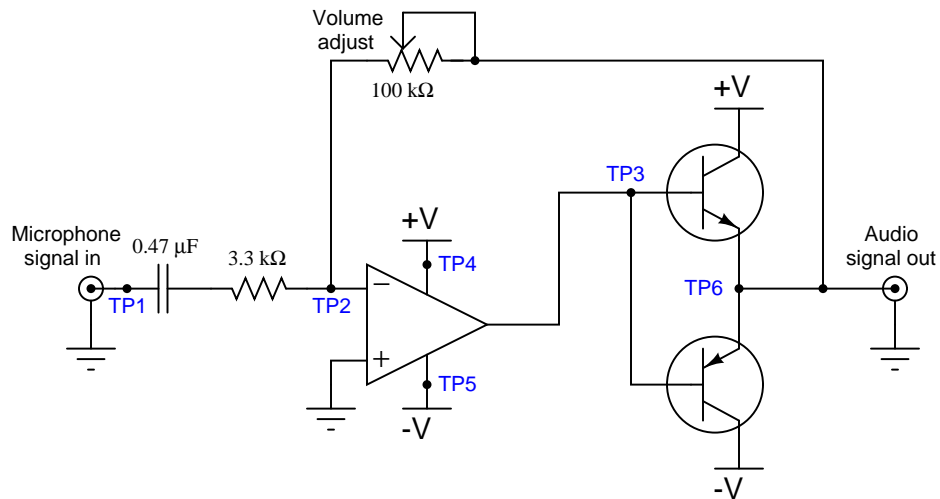 Volume
adjust
100 kΩ
+V
TP3
Microphone
signal in
0.47 μF
3.3 kΩ
+V
TP4
TP1
TP2
−
+
TP5
-V
TP6
Audio
signal out
-V